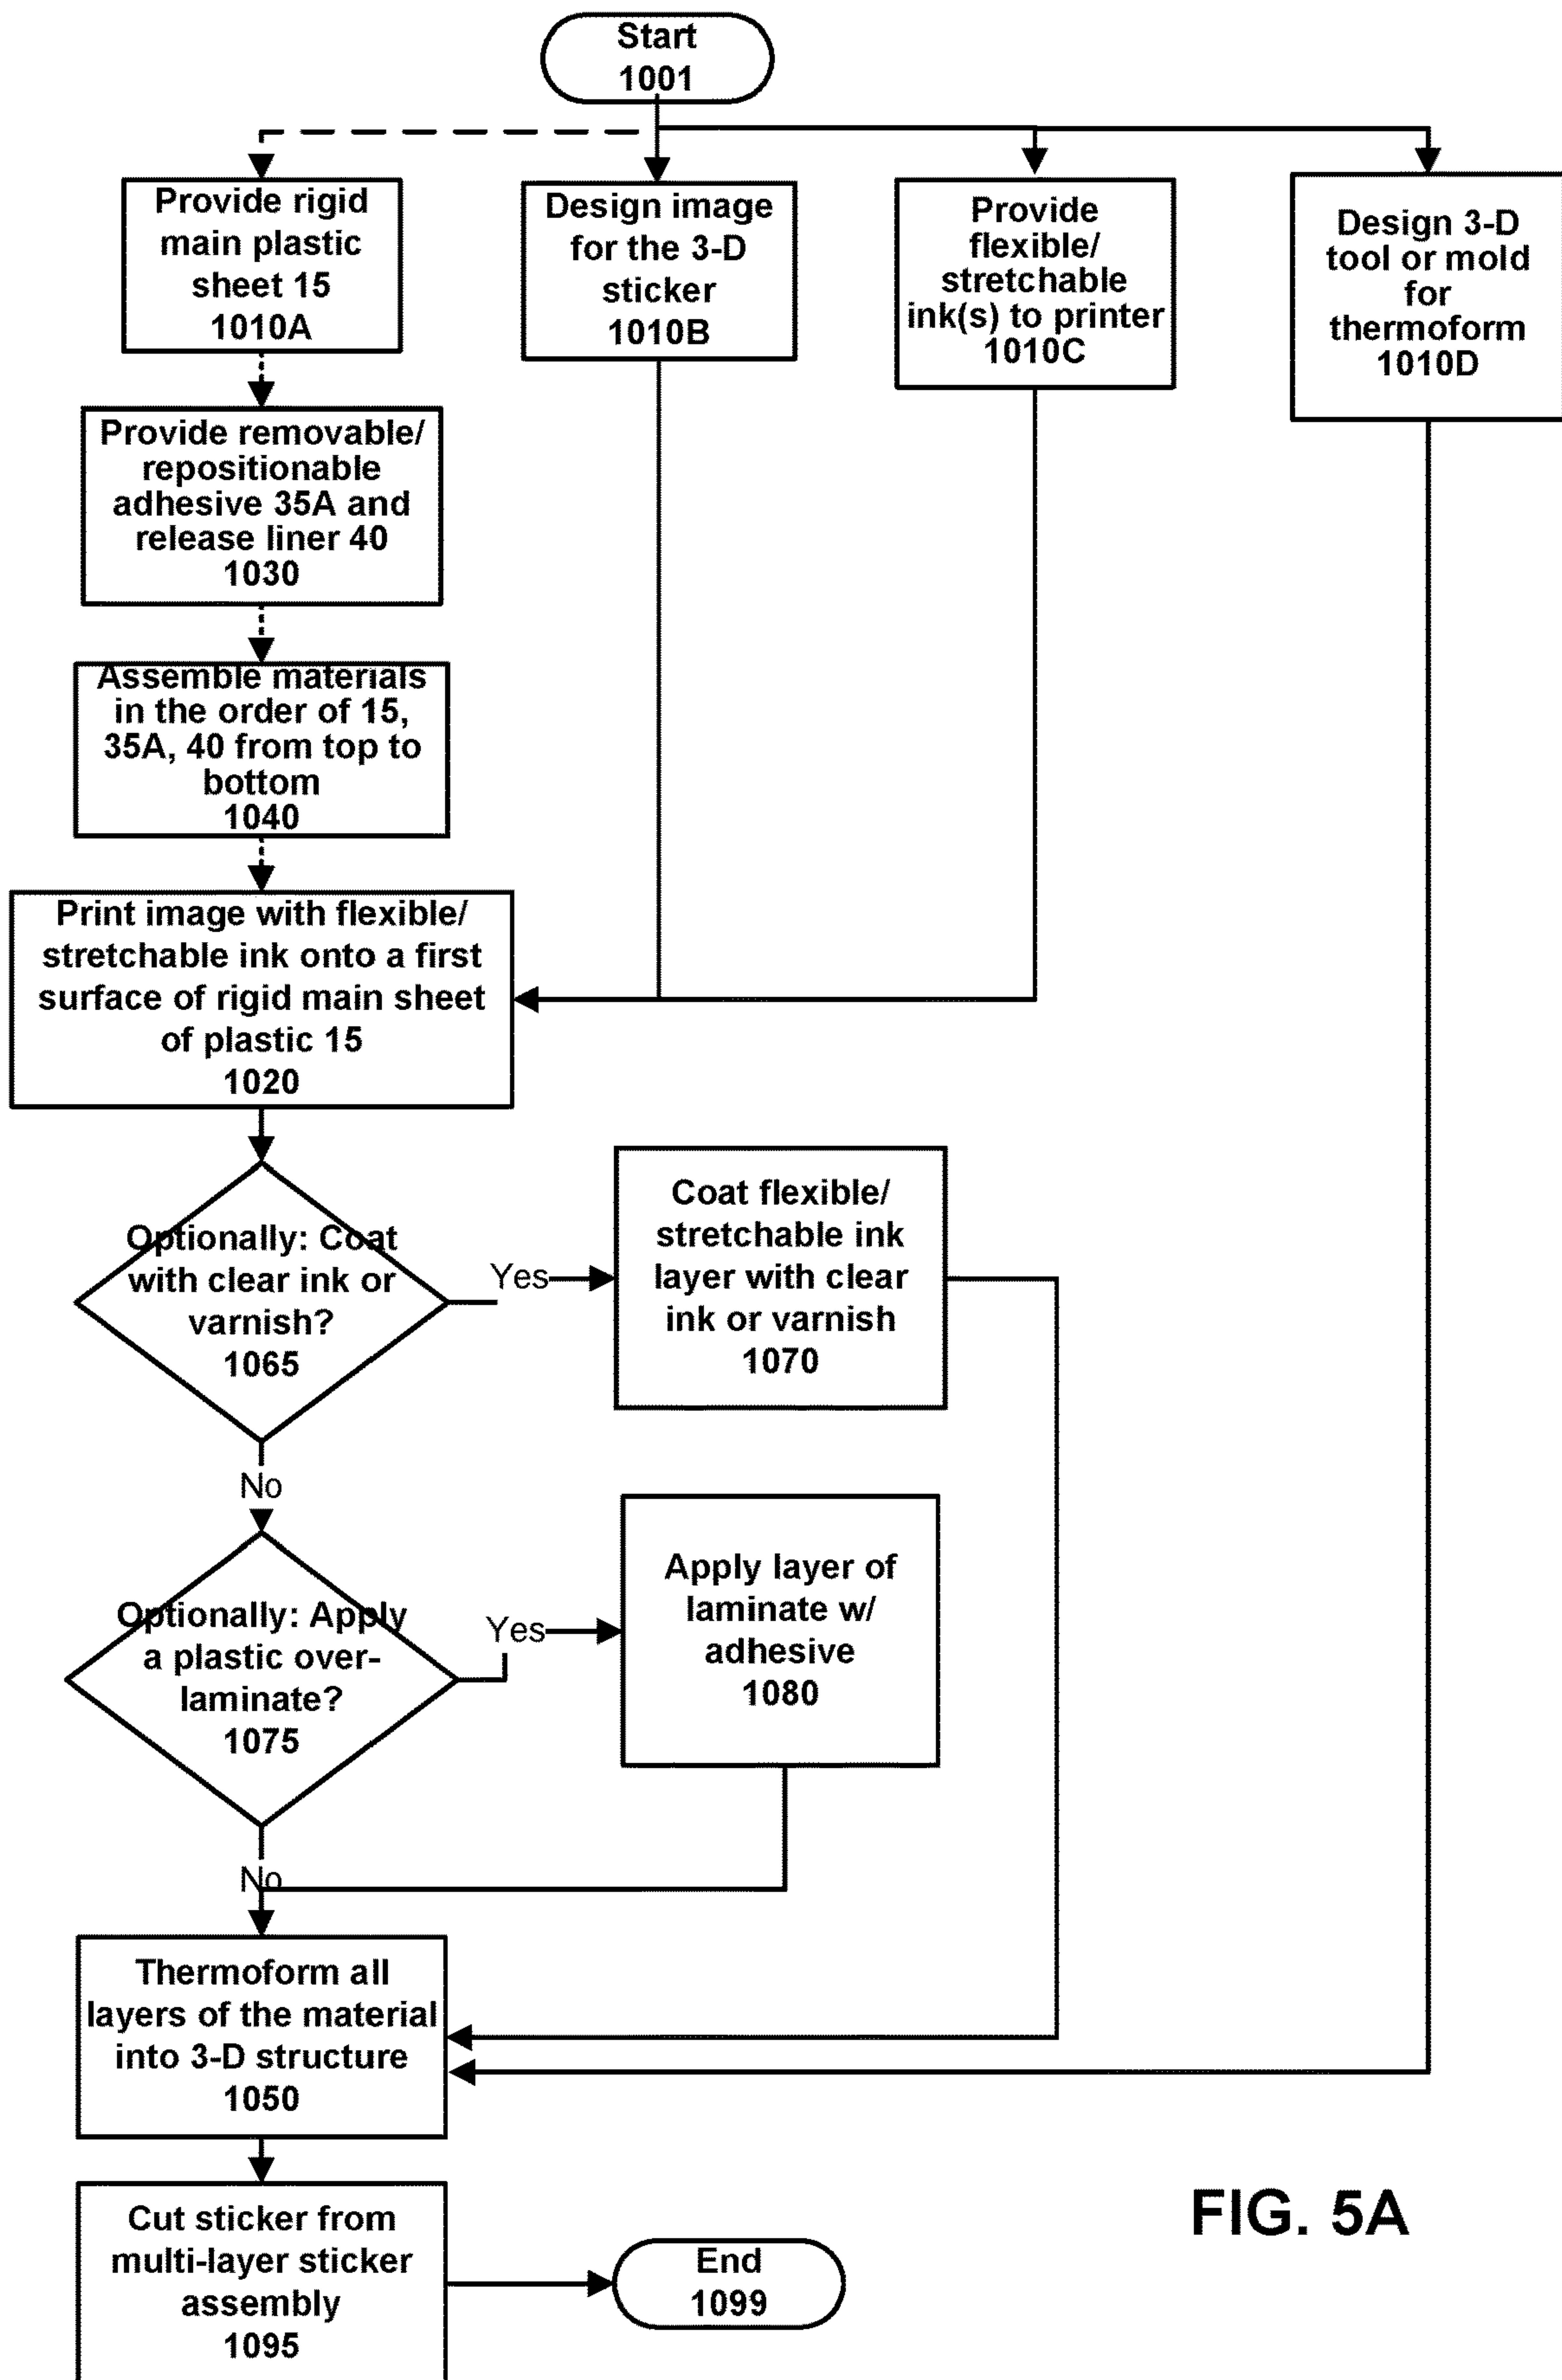 Start
1001
Provide rigid
main plastic
sheet 15
1010A
Design image
for the 3-D
sticker
1010B
Provide
flexible/
stretchable
ink(s) to printer
1010C
Design 3-D
tool or mold
for
thermoform
1010D
Provide removable/
repositionable
adhesive 35A and
release liner 40
1030
Assemble materials
in the order of 15,
35A, 40 from top to
bottom
1040
Print image with flexible/
stretchable ink onto a first
surface of rigid main sheet
of plastic 15
1020
Optionally: Coat
with clear ink or
varnish?
1065
Yes
Coat flexible/
stretchable ink
layer with clear
ink or varnish
1070
No
Optionally: Apply
a plastic over-
laminate?
1075
Yes
Apply layer of
laminate w/
adhesive
1080
No
Thermoform all
layers of the material
into 3-D structure
1050
Cut sticker from
multi-layer sticker
assembly
1095
End
1099
FIG. 5A